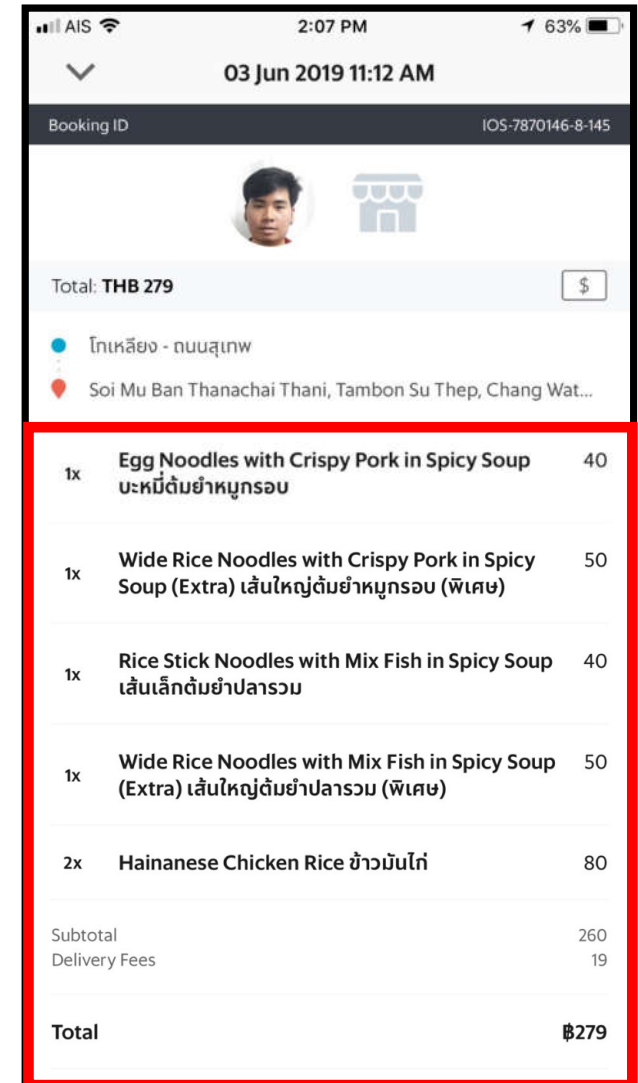 AIS 2:07 PM 63%
03 Jun 2019 11:12 AM
Booking ID IOS-7870146-8-145
Total: THB 279 $
โกเหลียง - ถนนสุเทพ
Soi Mu Ban Thanachai Thani, Tambon Su Thep, Chang Wat...
1x Egg Noodles with Crispy Pork in Spicy Soup 40
บะหมี่ต้มยำหมูกรอบ
1x Wide Rice Noodles with Crispy Pork in Spicy 50
Soup (Extra) เส้นใหญ่ต้มยำหมูกรอบ (พิเศษ)
1x Rice Stick Noodles with Mix Fish in Spicy Soup 40
เส้นเล็กต้มยำปลารวม
1x Wide Rice Noodles with Mix Fish in Spicy Soup 50
(Extra) เส้นใหญ่ต้มยำปลารวม (พิเศษ)
2x Hainanese Chicken Rice ข้าวมันไก่ 80
Subtotal 260
Delivery Fees 19
Total ฿279